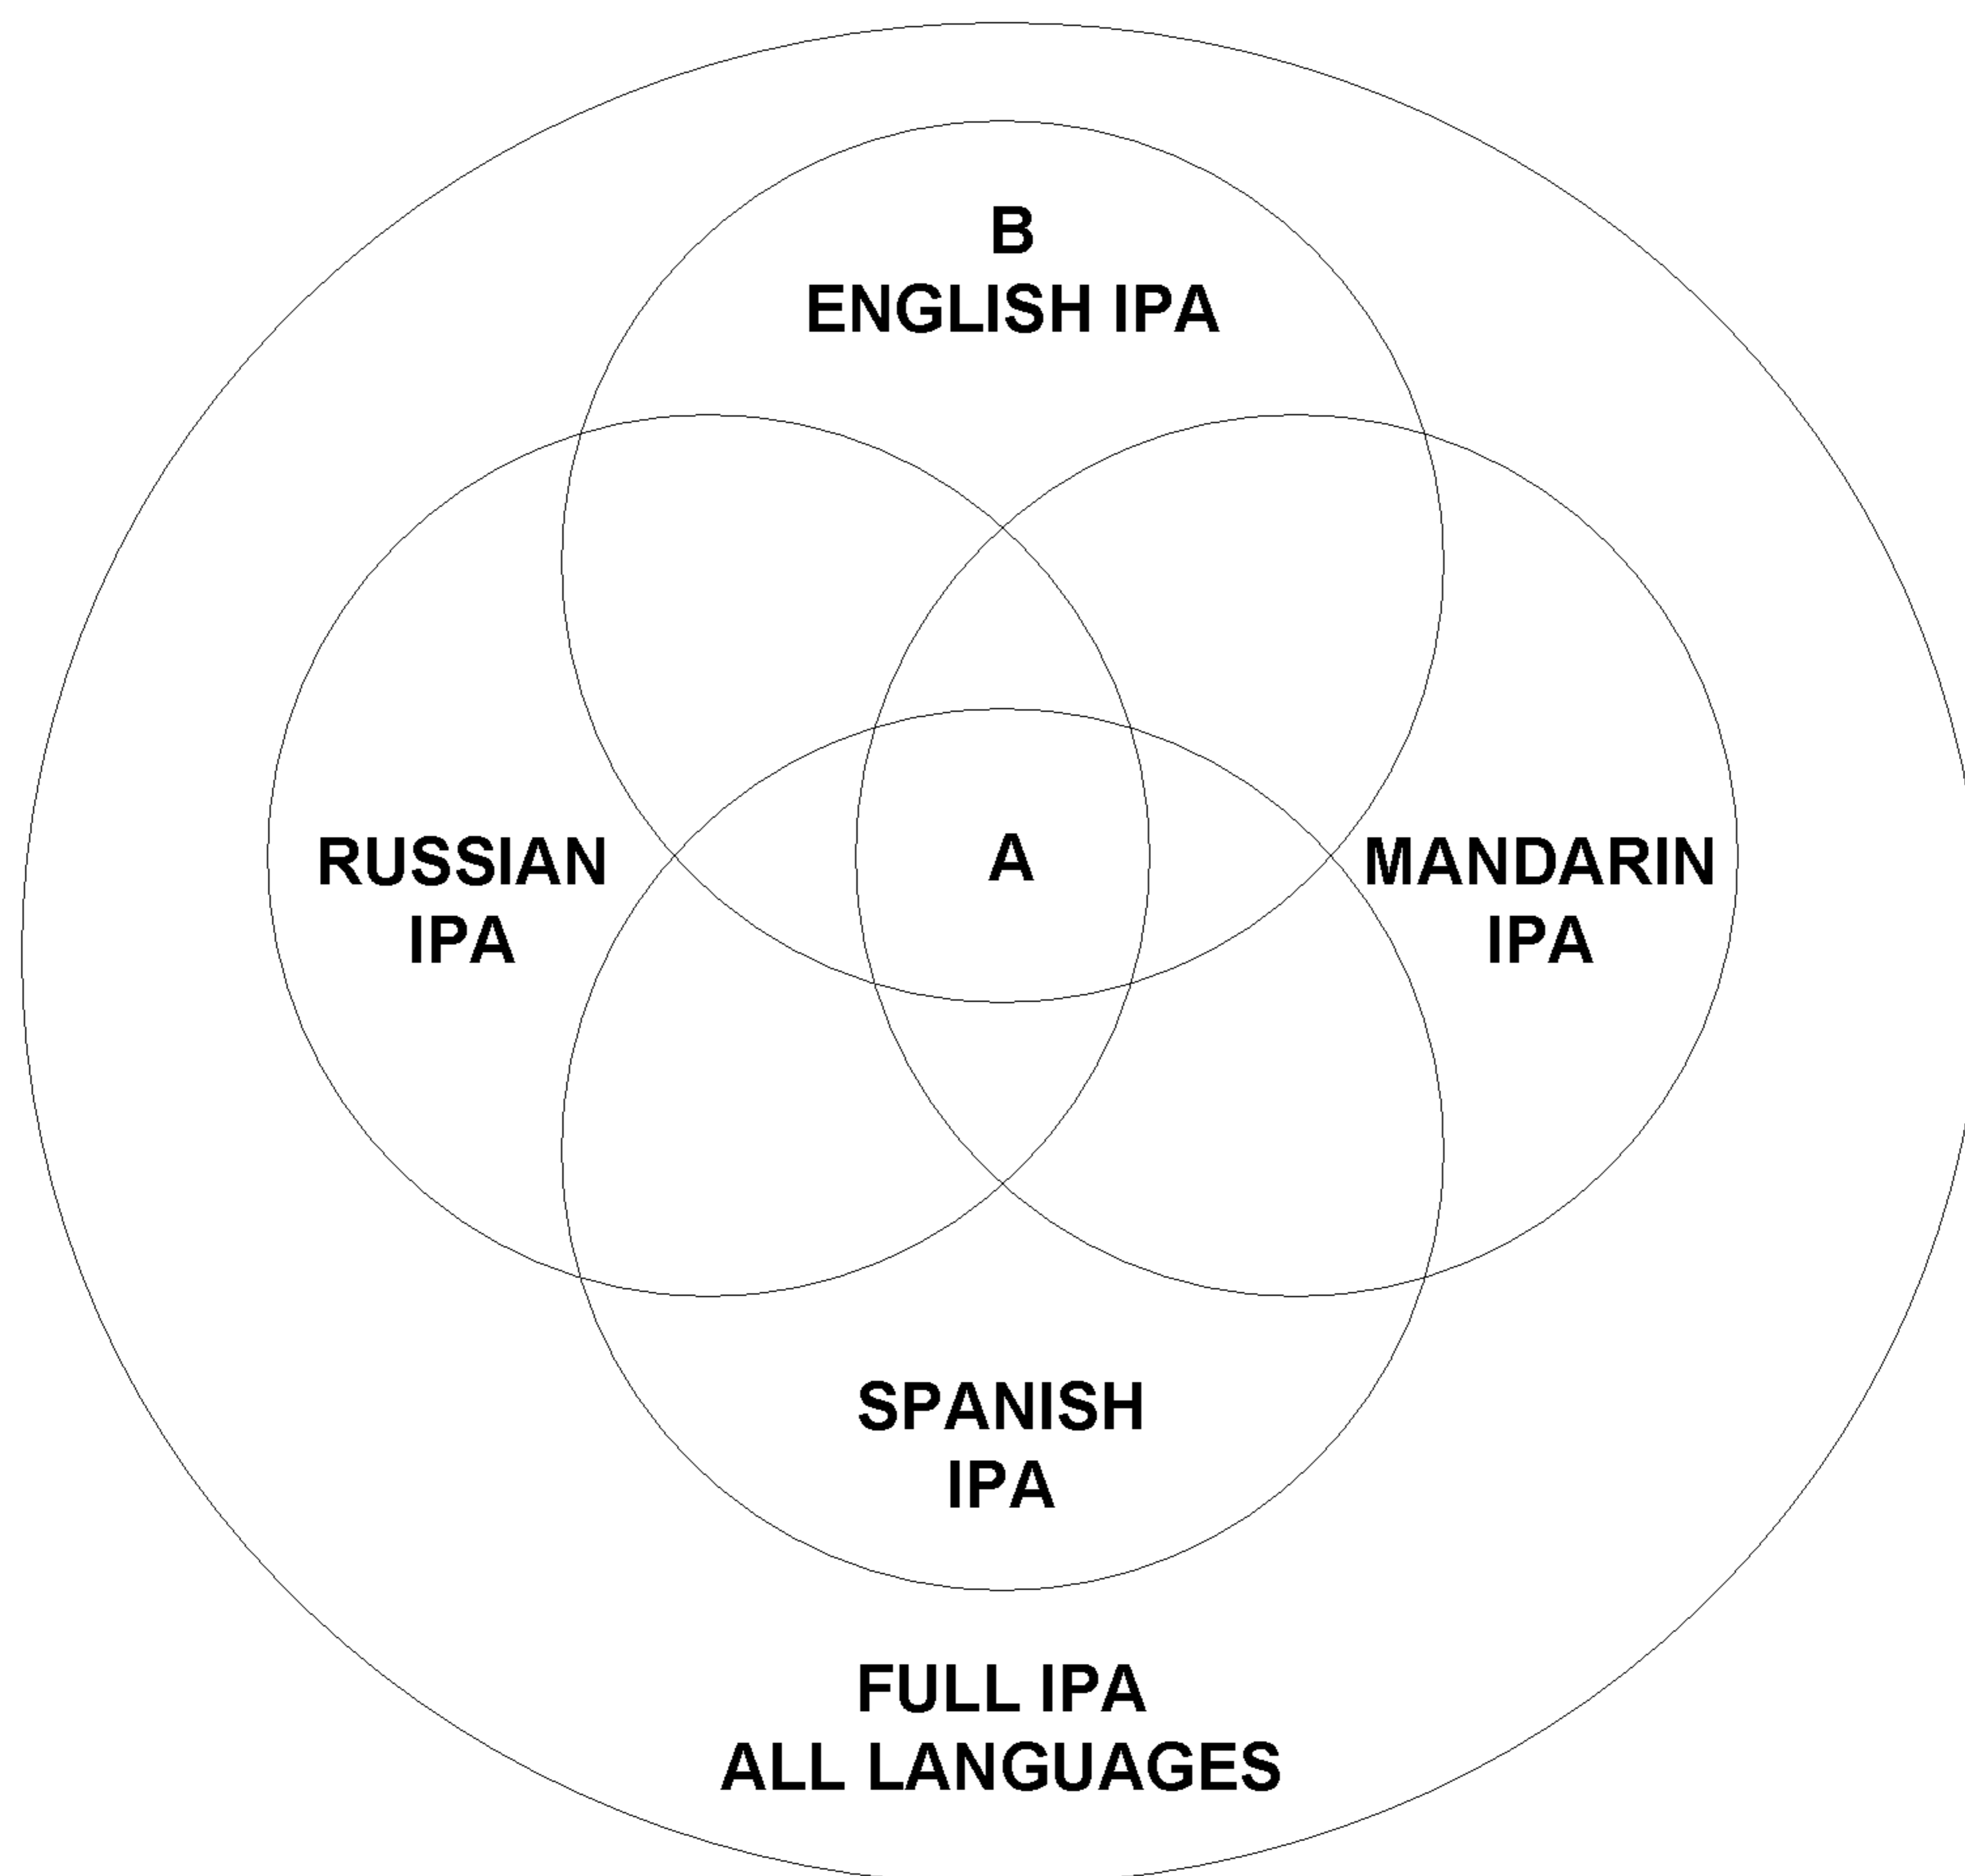 B
ENGLISH IPA
RUSSIAN
IPA
A
MANDARIN
IPA
SPANISH
IPA
FULL IPA
ALL LANGUAGES